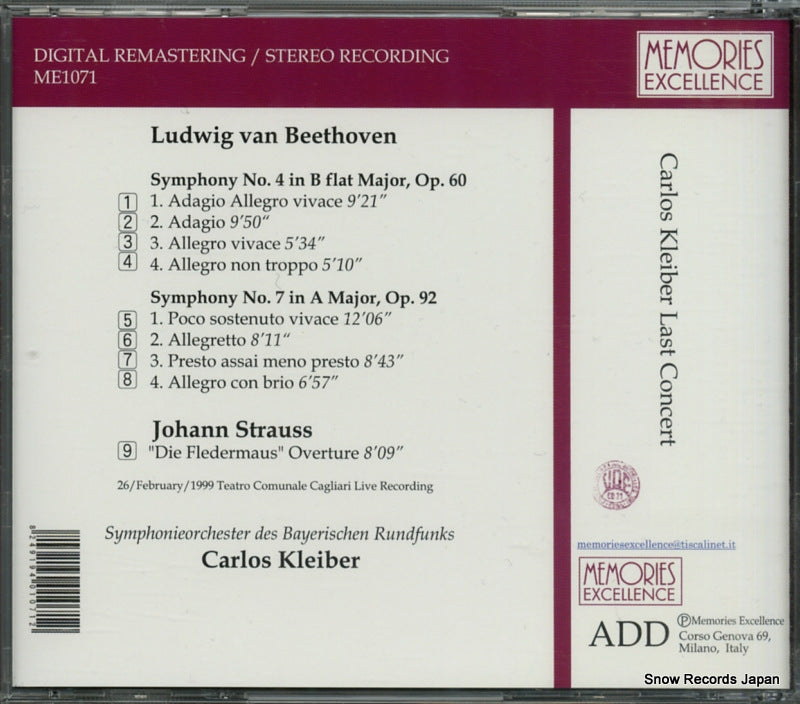 DIGITAL REMASTERING / STEREO RECORDING
ME1071
MEMORIES
EXCELLENCE
Ludwig van Beethoven
Symphony No. 4 in B flat Major, Op. 60
1 1. Adagio Allegro vivace 9'21”
2 2. Adagio 9'50“
3 3. Allegro vivace 5'34”
4 4. Allegro non troppo 5'10”
Symphony No. 7 in A Major, Op. 92
5 1. Poco sostenuto vivace 12'06”
6 2. Allegretto 8'11“
7 3. Presto assai meno presto 8'43”
8 4. Allegro con brio 6'57”
Johann Strauss
9 "Die Fledermaus" Overture 8'09”
26/February/1999 Teatro Comunale Cagliari Live Recording
Symphonieorchester des Bayerischen Rundfunks
Carlos Kleiber
8249194010712
Carlos Kleiber Last Concert
memoriesexcellence@tiscalinet.it
MEMORIES
EXCELLENCE
ADD
ⓅMemories Excellence
Corso Genova 69,
Milano, Italy
Snow Records Japan